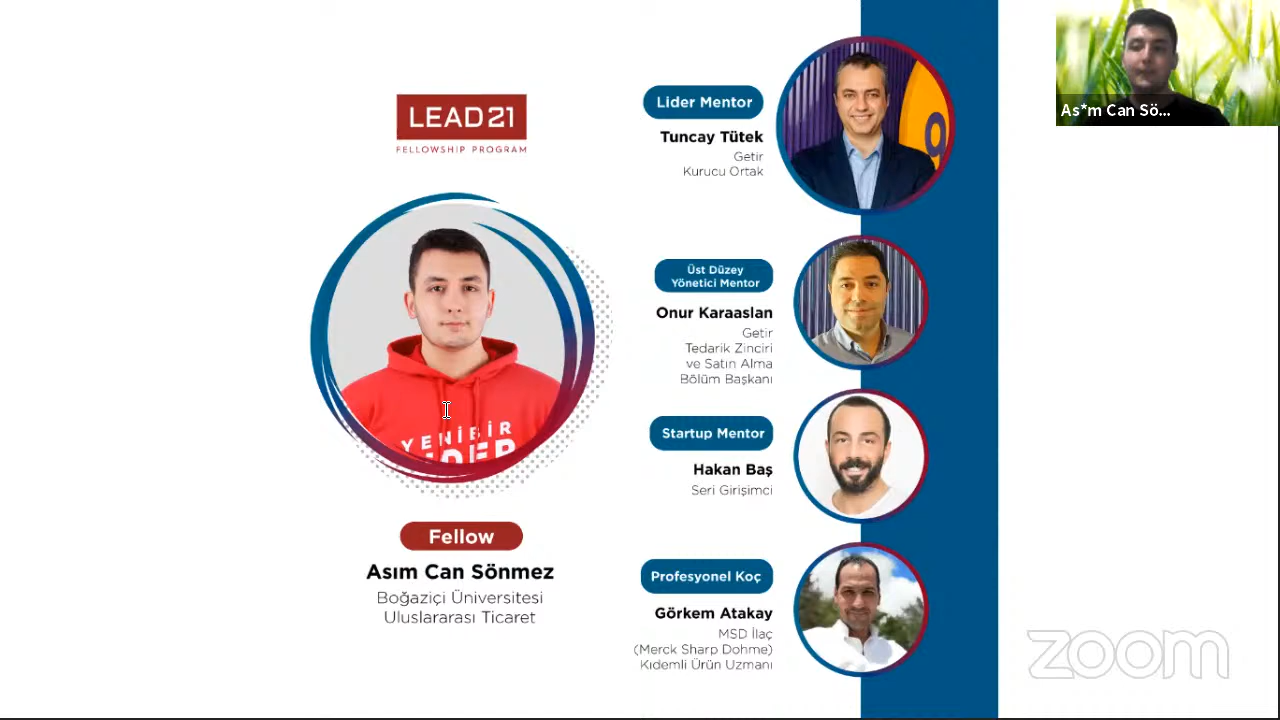 LEAD21
FELLOWSHIP PROGRAM
YENİBİR
Fellow
Asım Can Sönmez
Boğaziçi Üniversitesi
Uluslararası Ticaret
Lider Mentor
Tuncay Tütek
Getir
Kurucu Ortak
Üst Düzey
Yönetici Mentor
Onur Karaaslan
Getir
Tedarik Zinciri
ve Satın Alma
Bölüm Başkanı
Startup Mentor
Hakan Baş
Seri Girişimci
Profesyonel Koç
Görkem Atakay
MSD İlaç
(Merck Sharp Dohme)
Kıdemli Ürün Uzmanı
As*m Can Sö...
zoom